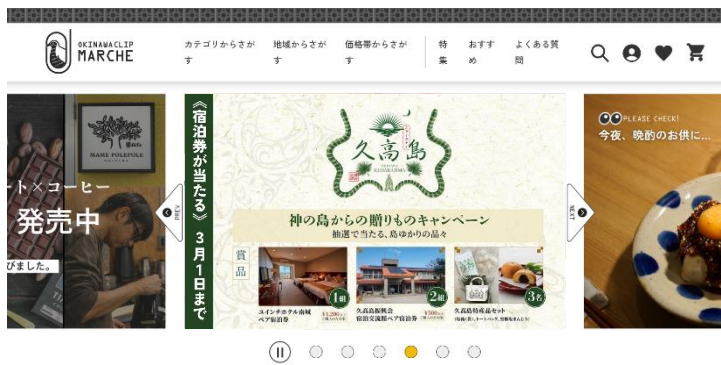 OKINAWACLIP
MARCHE
カテゴリからさが
す
地域からさが
す
価格帯からさが
す
特
集
おすす
め
よくある質
問
ート×コーヒー
発売中
びました。
MAME POLEPOLE
PREV
《宿泊券が当たる》 3月1日まで
久高島
KUDAKAJIMA
神の島からの贈りものキャンペーン
抽選で当たる、島ゆかりの品々
賞
品
1組
ユインチホテル南城
ペア宿泊券
2組
久高島振興会
宿泊交流館ペア宿泊券
3名
久高島特産品セット
NEXT
PLEASE CHECK!
今夜、晩酌のお供に...